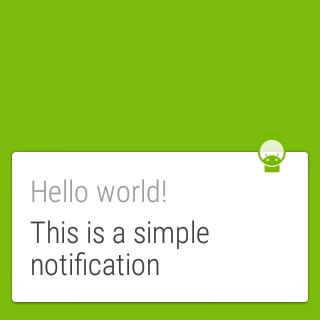 Hello world!
This is a simple
notification